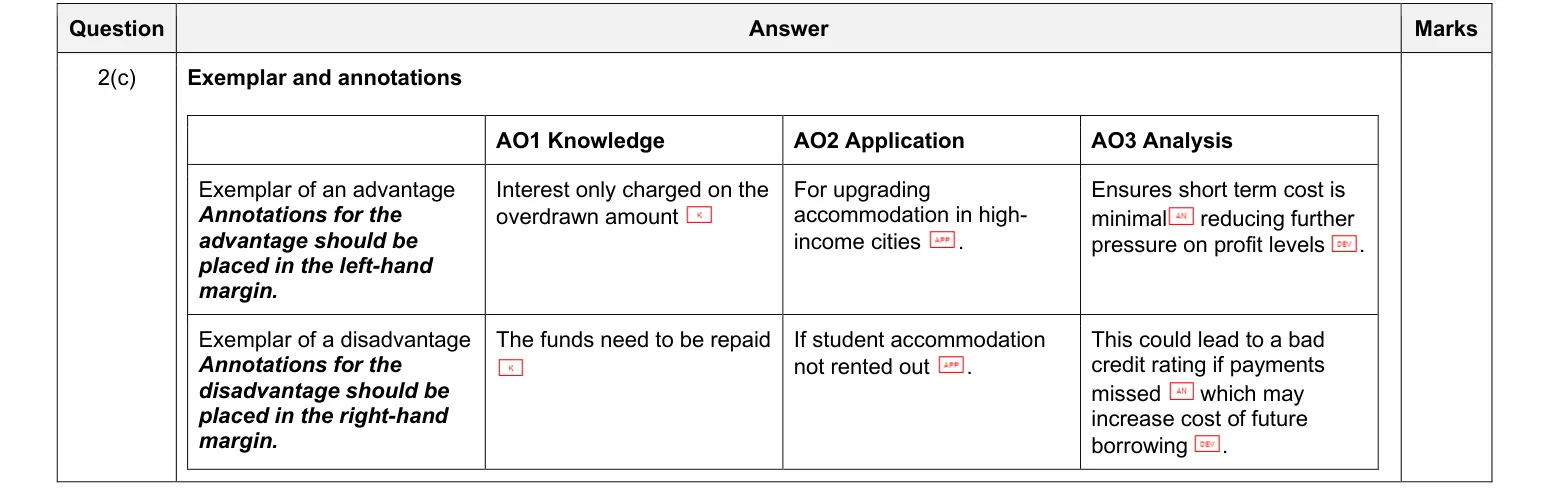 Question Answer Marks
2(c) Exemplar and annotations
AO1 Knowledge AO2 Application AO3 Analysis
Exemplar of an advantage
Annotations for the
advantage should be
placed in the left-hand
margin.
Interest only charged on the
overdrawn amount K
For upgrading
accommodation in high-
income cities APP .
Ensures short term cost is
minimal AN reducing further
pressure on profit levels DEV .
Exemplar of a disadvantage
Annotations for the
disadvantage should be
placed in the right-hand
margin.
The funds need to be repaid
K
If student accommodation
not rented out APP .
This could lead to a bad
credit rating if payments
missed AN which may
increase cost of future
borrowing DEV .